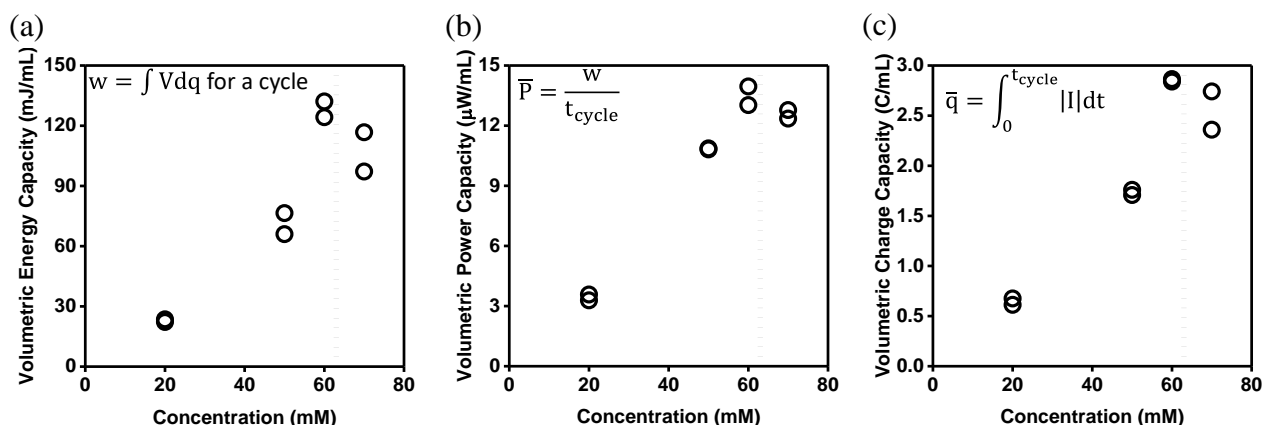 (a)
Volumetric Energy Capacity (mJ/mL)
150
120
90
60
30
0
w = ∫ Vdq for a cycle
0 20 40 60 80
Concentration (mM)
(b)
Volumetric Power Capacity (μW/mL)
15
12
9
6
3
0
P̅ = w / t_cycle
0 20 40 60 80
Concentration (mM)
(c)
Volumetric Charge Capacity (C/mL)
3.0
2.5
2.0
1.5
1.0
0.5
0.0
q̅ = ∫₀^{t_cycle} |I|dt
0 20 40 60 80
Concentration (mM)